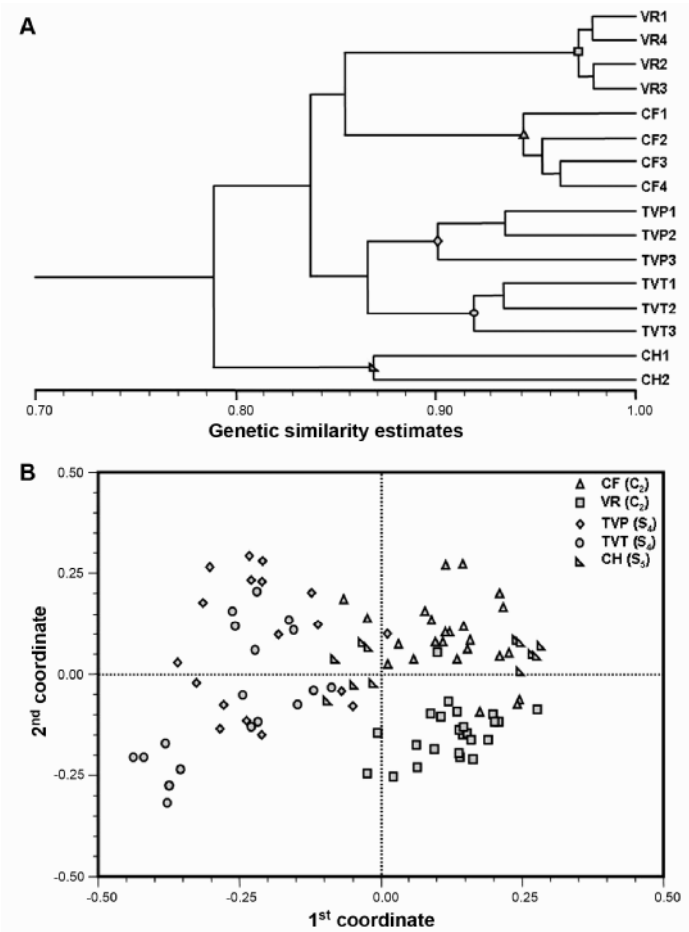 A
VR1
VR4
VR2
VR3
CF1
CF2
CF3
CF4
TVP1
TVP2
TVP3
TVT1
TVT2
TVT3
CH1
CH2
0.70 0.80 0.90 1.00
Genetic similarity estimates
B
0.50
0.25
0.00
-0.25
-0.50
2nd coordinate
CF (C2)
VR (C2)
TVP (S4)
TVT (S4)
CH (S5)
-0.50 -0.25 0.00 0.25 0.50
1st coordinate